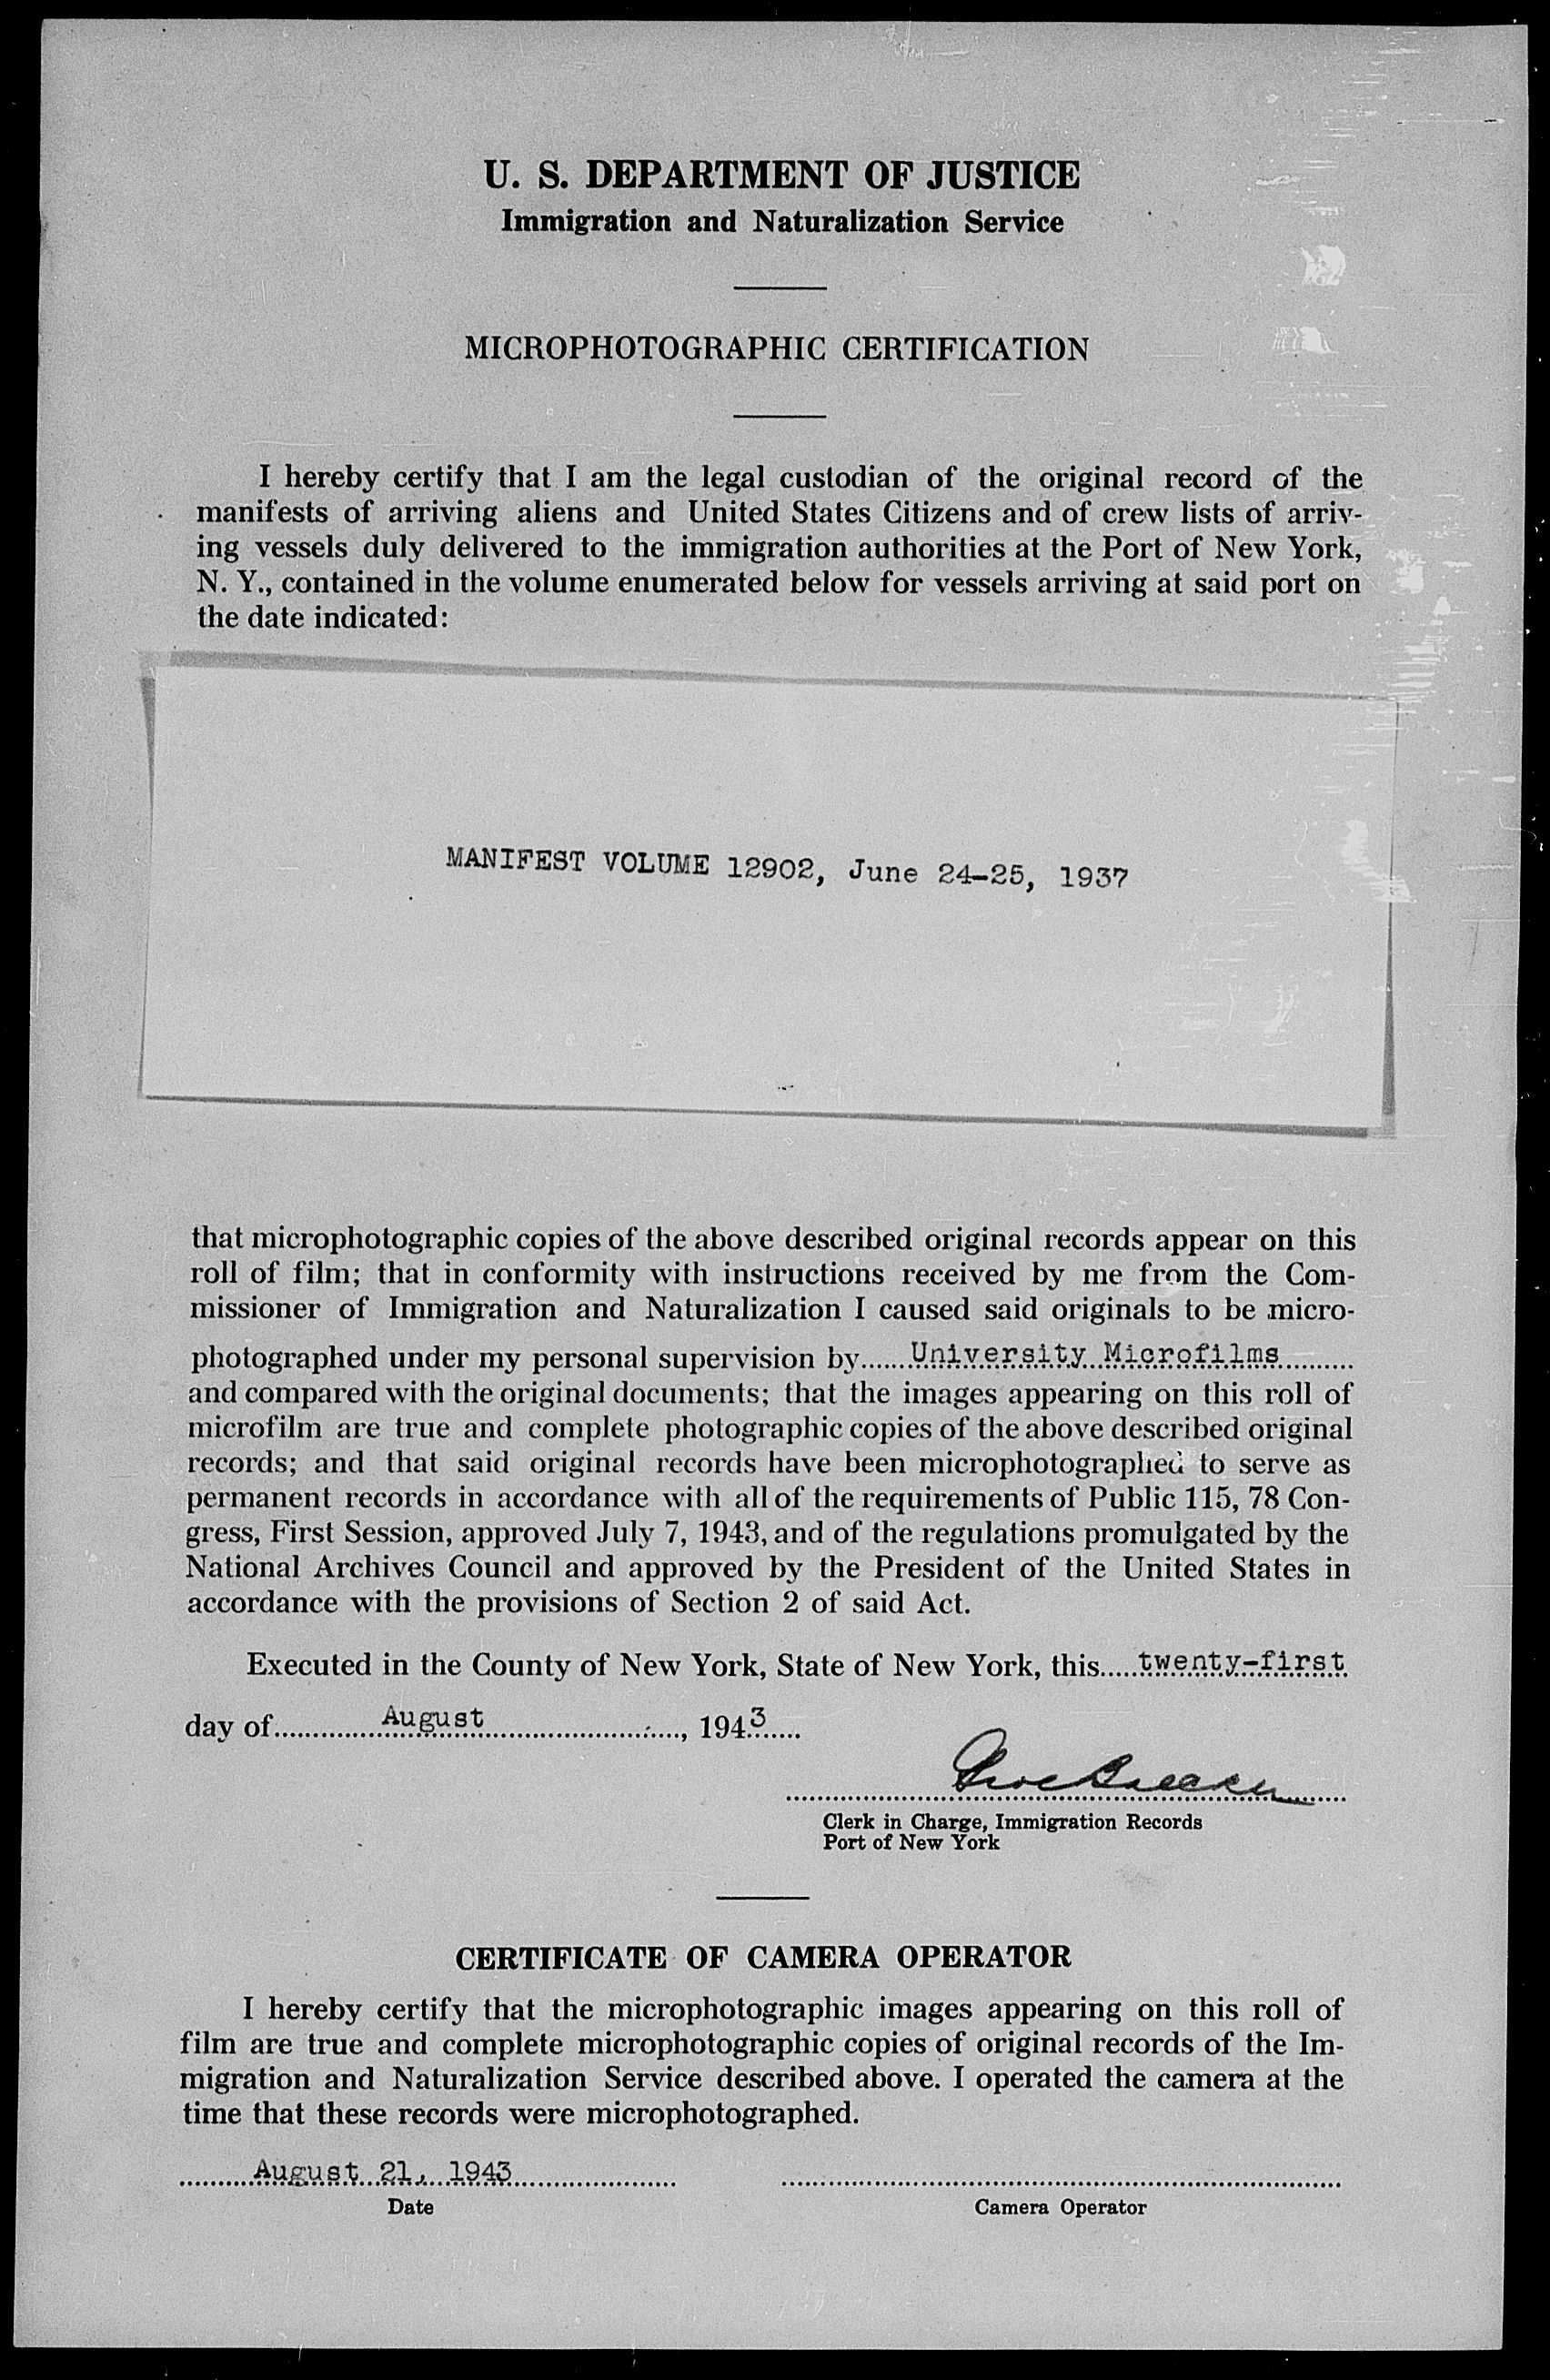 U. S. DEPARTMENT OF JUSTICE
Immigration and Naturalization Service
MICROPHOTOGRAPHIC CERTIFICATION
I hereby certify that I am the legal custodian of the original record of the
manifests of arriving aliens and United States Citizens and of crew lists of arriv-
ing vessels duly delivered to the immigration authorities at the Port of New York,
N. Y., contained in the volume enumerated below for vessels arriving at said port on
the date indicated:
MANIFEST VOLUME 12902, June 24-25, 1937
that microphotographic copies of the above described original records appear on this
roll of film; that in conformity with instructions received by me from the Com-
missioner of Immigration and Naturalization I caused said originals to be micro-
photographed under my personal supervision by......University Microfilms..........
and compared with the original documents; that the images appearing on this roll of
microfilm are true and complete photographic copies of the above described original
records; and that said original records have been microphotographed to serve as
permanent records in accordance with all of the requirements of Public 115, 78 Con-
gress, First Session, approved July 7, 1943, and of the regulations promulgated by the
National Archives Council and approved by the President of the United States in
accordance with the provisions of Section 2 of said Act.
Executed in the County of New York, State of New York, this.....twenty-first
day of..............August.........................., 1943......
Clerk in Charge, Immigration Records
Port of New York
CERTIFICATE OF CAMERA OPERATOR
I hereby certify that the microphotographic images appearing on this roll of
film are true and complete microphotographic copies of original records of the Im-
migration and Naturalization Service described above. I operated the camera at the
time that these records were microphotographed.
..........August 21, 1943......................
Date
Camera Operator